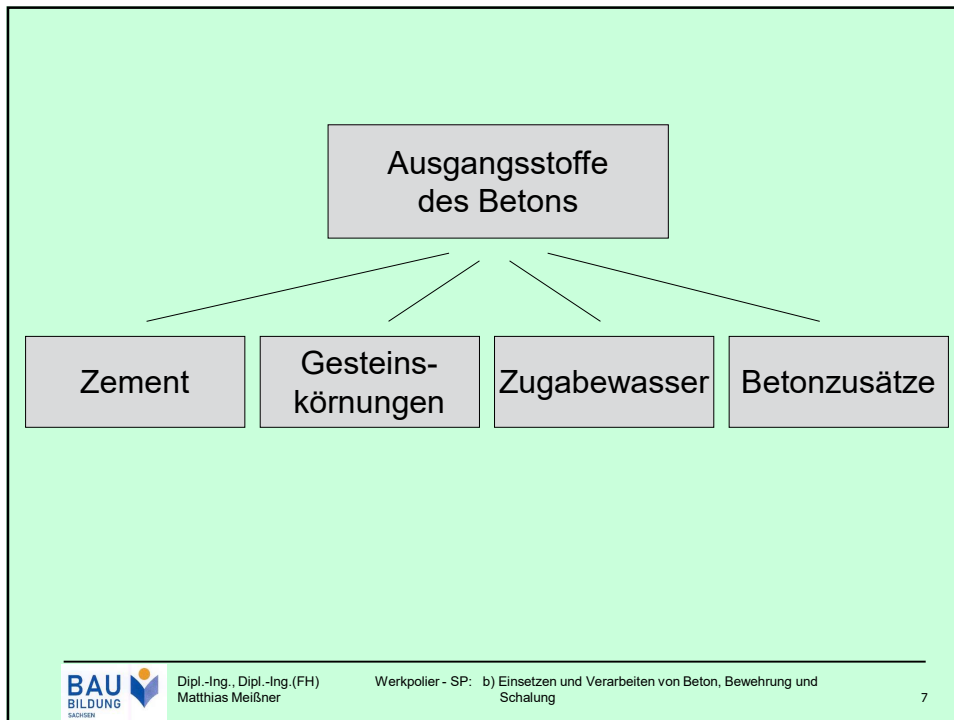 Ausgangsstoffe
des Betons
Zement
Gesteins-
körnungen
Zugabewasser
Betonzusätze
BAU
BILDUNG
SACHSEN
Dipl.-Ing., Dipl.-Ing.(FH)
Matthias Meißner
Werkpolier - SP: b) Einsetzen und Verarbeiten von Beton, Bewehrung und
Schalung
7